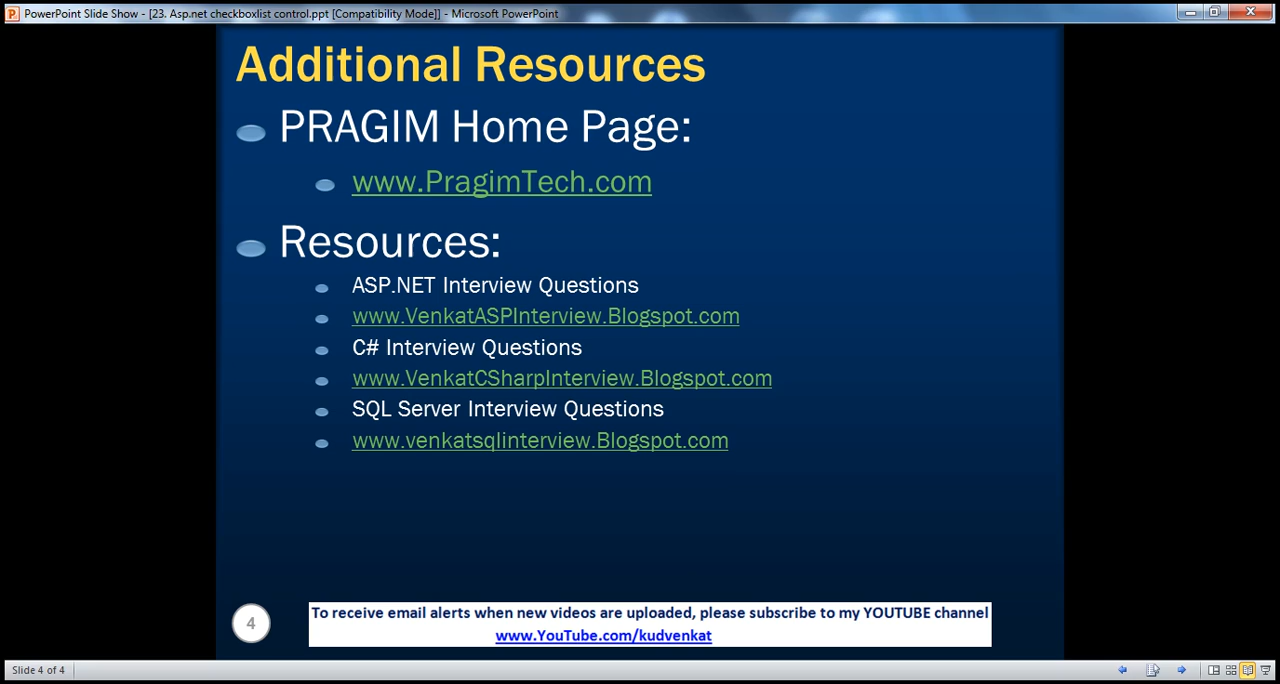 PowerPoint Slide Show - [23. Asp.net checkboxlist control.ppt [Compatibility Mode]] - Microsoft PowerPoint
Additional Resources
PRAGIM Home Page:
www.PragimTech.com
Resources:
ASP.NET Interview Questions
www.VenkatASPInterview.Blogspot.com
C# Interview Questions
www.VenkatCSharpInterview.Blogspot.com
SQL Server Interview Questions
www.venkatsqlinterview.Blogspot.com
4
To receive email alerts when new videos are uploaded, please subscribe to my YOUTUBE channel
www.YouTube.com/kudvenkat
Slide 4 of 4